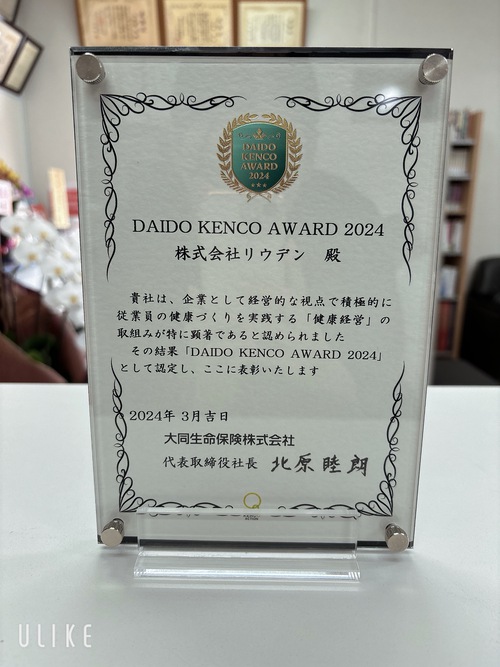 DAIDO
KENCO
AWARD
2024
DAIDO KENCO AWARD 2024
株式会社リウデン 殿
貴社は、企業として経営的な視点で積極的に
従業員の健康づくりを実践する「健康経営」の
取組みが特に顕著であると認められました
その結果「DAIDO KENCO AWARD 2024」
として認定し、ここに表彰いたします
2024年 3月吉日
大同生命保険株式会社
代表取締役社長 北原睦朗
ULIKE